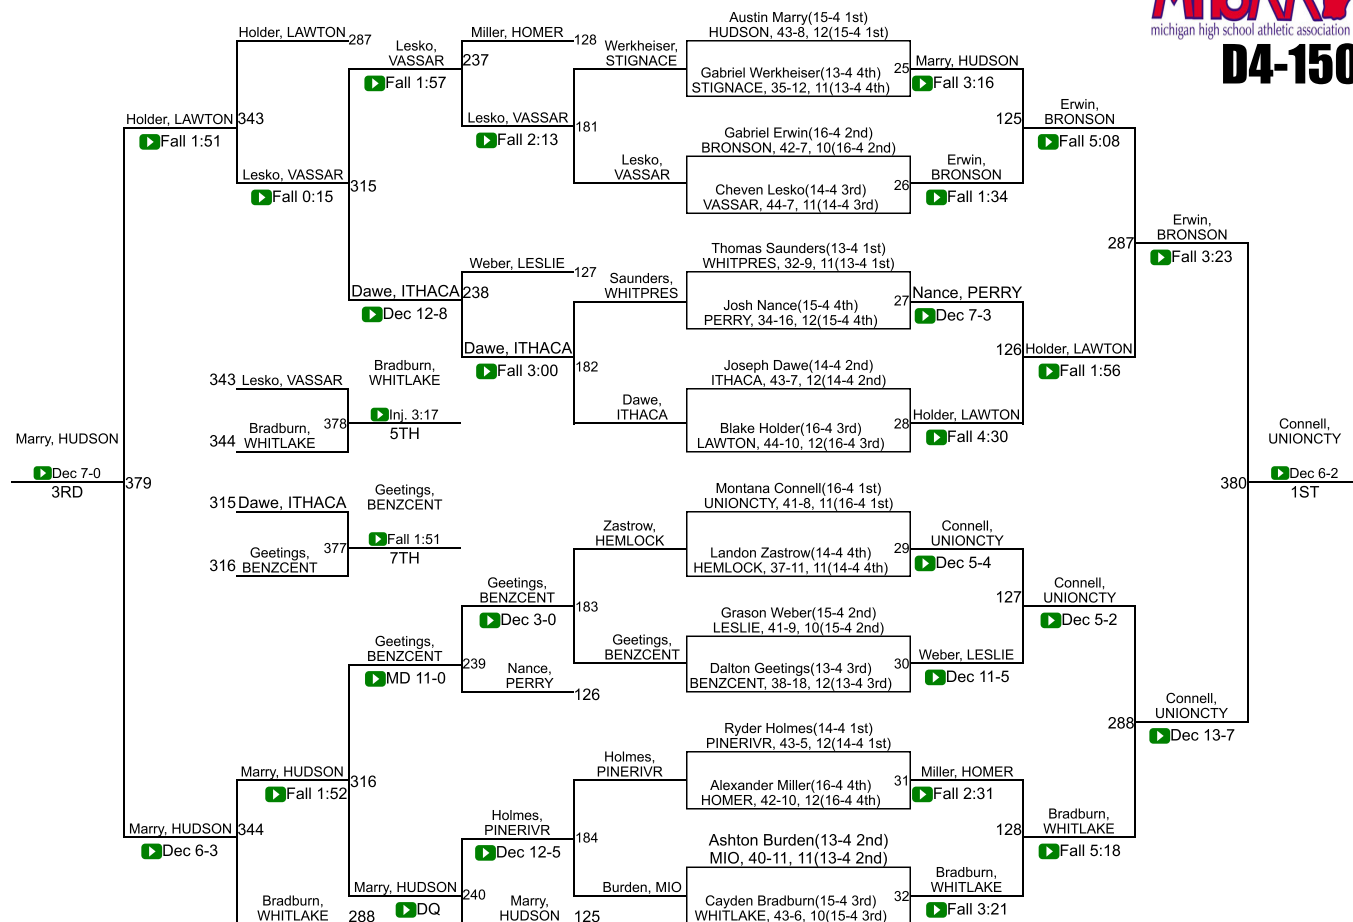 MHSAA
michigan high school athletic association
D4-150
Holder, LAWTON
287
Lesko,
VASSAR
Fall 1:57
Miller, HOMER
128
237
Werkheiser,
STIGNACE
Austin Marry(15-4 1st)
HUDSON, 43-8, 12(15-4 1st)
Gabriel Werkheiser(13-4 4th)
STIGNACE, 35-12, 11(13-4 4th)
25
Marry, HUDSON
Fall 3:16
Holder, LAWTON
343
Fall 1:51
Lesko, VASSAR
Fall 2:13
181
Gabriel Erwin(16-4 2nd)
BRONSON, 42-7, 10(16-4 2nd)
125
Erwin,
BRONSON
Fall 5:08
Lesko, VASSAR
Fall 0:15
315
Lesko,
VASSAR
Cheven Lesko(14-4 3rd)
VASSAR, 44-7, 11(14-4 3rd)
26
Erwin,
BRONSON
Fall 1:34
Erwin,
BRONSON
Fall 3:23
287
Weber, LESLIE
127
Thomas Saunders(13-4 1st)
WHITPRES, 32-9, 11(13-4 1st)
Dawe, ITHACA
238
Dec 12-8
Saunders,
WHITPRES
Josh Nance(15-4 4th)
PERRY, 34-16, 12(15-4 4th)
27
Nance, PERRY
Dec 7-3
Dawe, ITHACA
Fall 3:00
182
Joseph Dawe(14-4 2nd)
ITHACA, 43-7, 12(14-4 2nd)
126
Holder, LAWTON
Fall 1:56
343
Lesko, VASSAR
Bradburn,
WHITLAKE
Dawe,
ITHACA
Blake Holder(16-4 3rd)
LAWTON, 44-10, 12(16-4 3rd)
28
Holder, LAWTON
Fall 4:30
344
Bradburn,
WHITLAKE
378
Inj. 3:17
5TH
Marry, HUDSON
Dec 7-0
3RD
379
Connell,
UNIONCTY
380
Dec 6-2
1ST
315
Dawe, ITHACA
Geetings,
BENZCENT
Montana Connell(16-4 1st)
UNIONCTY, 41-8, 11(16-4 1st)
316
Geetings,
BENZCENT
377
Fall 1:51
7TH
Zastrow,
HEMLOCK
Landon Zastrow(14-4 4th)
HEMLOCK, 37-11, 11(14-4 4th)
29
Connell,
UNIONCTY
Dec 5-4
Geetings,
BENZCENT
Dec 3-0
183
Grason Weber(15-4 2nd)
LESLIE, 41-9, 10(15-4 2nd)
127
Connell,
UNIONCTY
Dec 5-2
Geetings,
BENZCENT
MD 11-0
239
Nance,
PERRY
126
Geetings,
BENZCENT
Dalton Geetings(13-4 3rd)
BENZCENT, 38-18, 12(13-4 3rd)
30
Weber, LESLIE
Dec 11-5
288
Connell,
UNIONCTY
Dec 13-7
Ryder Holmes(14-4 1st)
PINERIVR, 43-5, 12(14-4 1st)
Marry, HUDSON
Fall 1:52
316
Holmes,
PINERIVR
Alexander Miller(16-4 4th)
HOMER, 42-10, 12(16-4 4th)
31
Miller, HOMER
Fall 2:31
Marry, HUDSON
344
Dec 6-3
Holmes,
PINERIVR
Dec 12-5
184
Ashton Burden(13-4 2nd)
MIO, 40-11, 11(13-4 2nd)
128
Bradburn,
WHITLAKE
Fall 5:18
Bradburn,
WHITLAKE
288
Marry, HUDSON
DQ
240
Marry,
HUDSON
125
Burden, MIO
Cayden Bradburn(15-4 3rd)
WHITLAKE, 43-6, 10(15-4 3rd)
32
Bradburn,
WHITLAKE
Fall 3:21